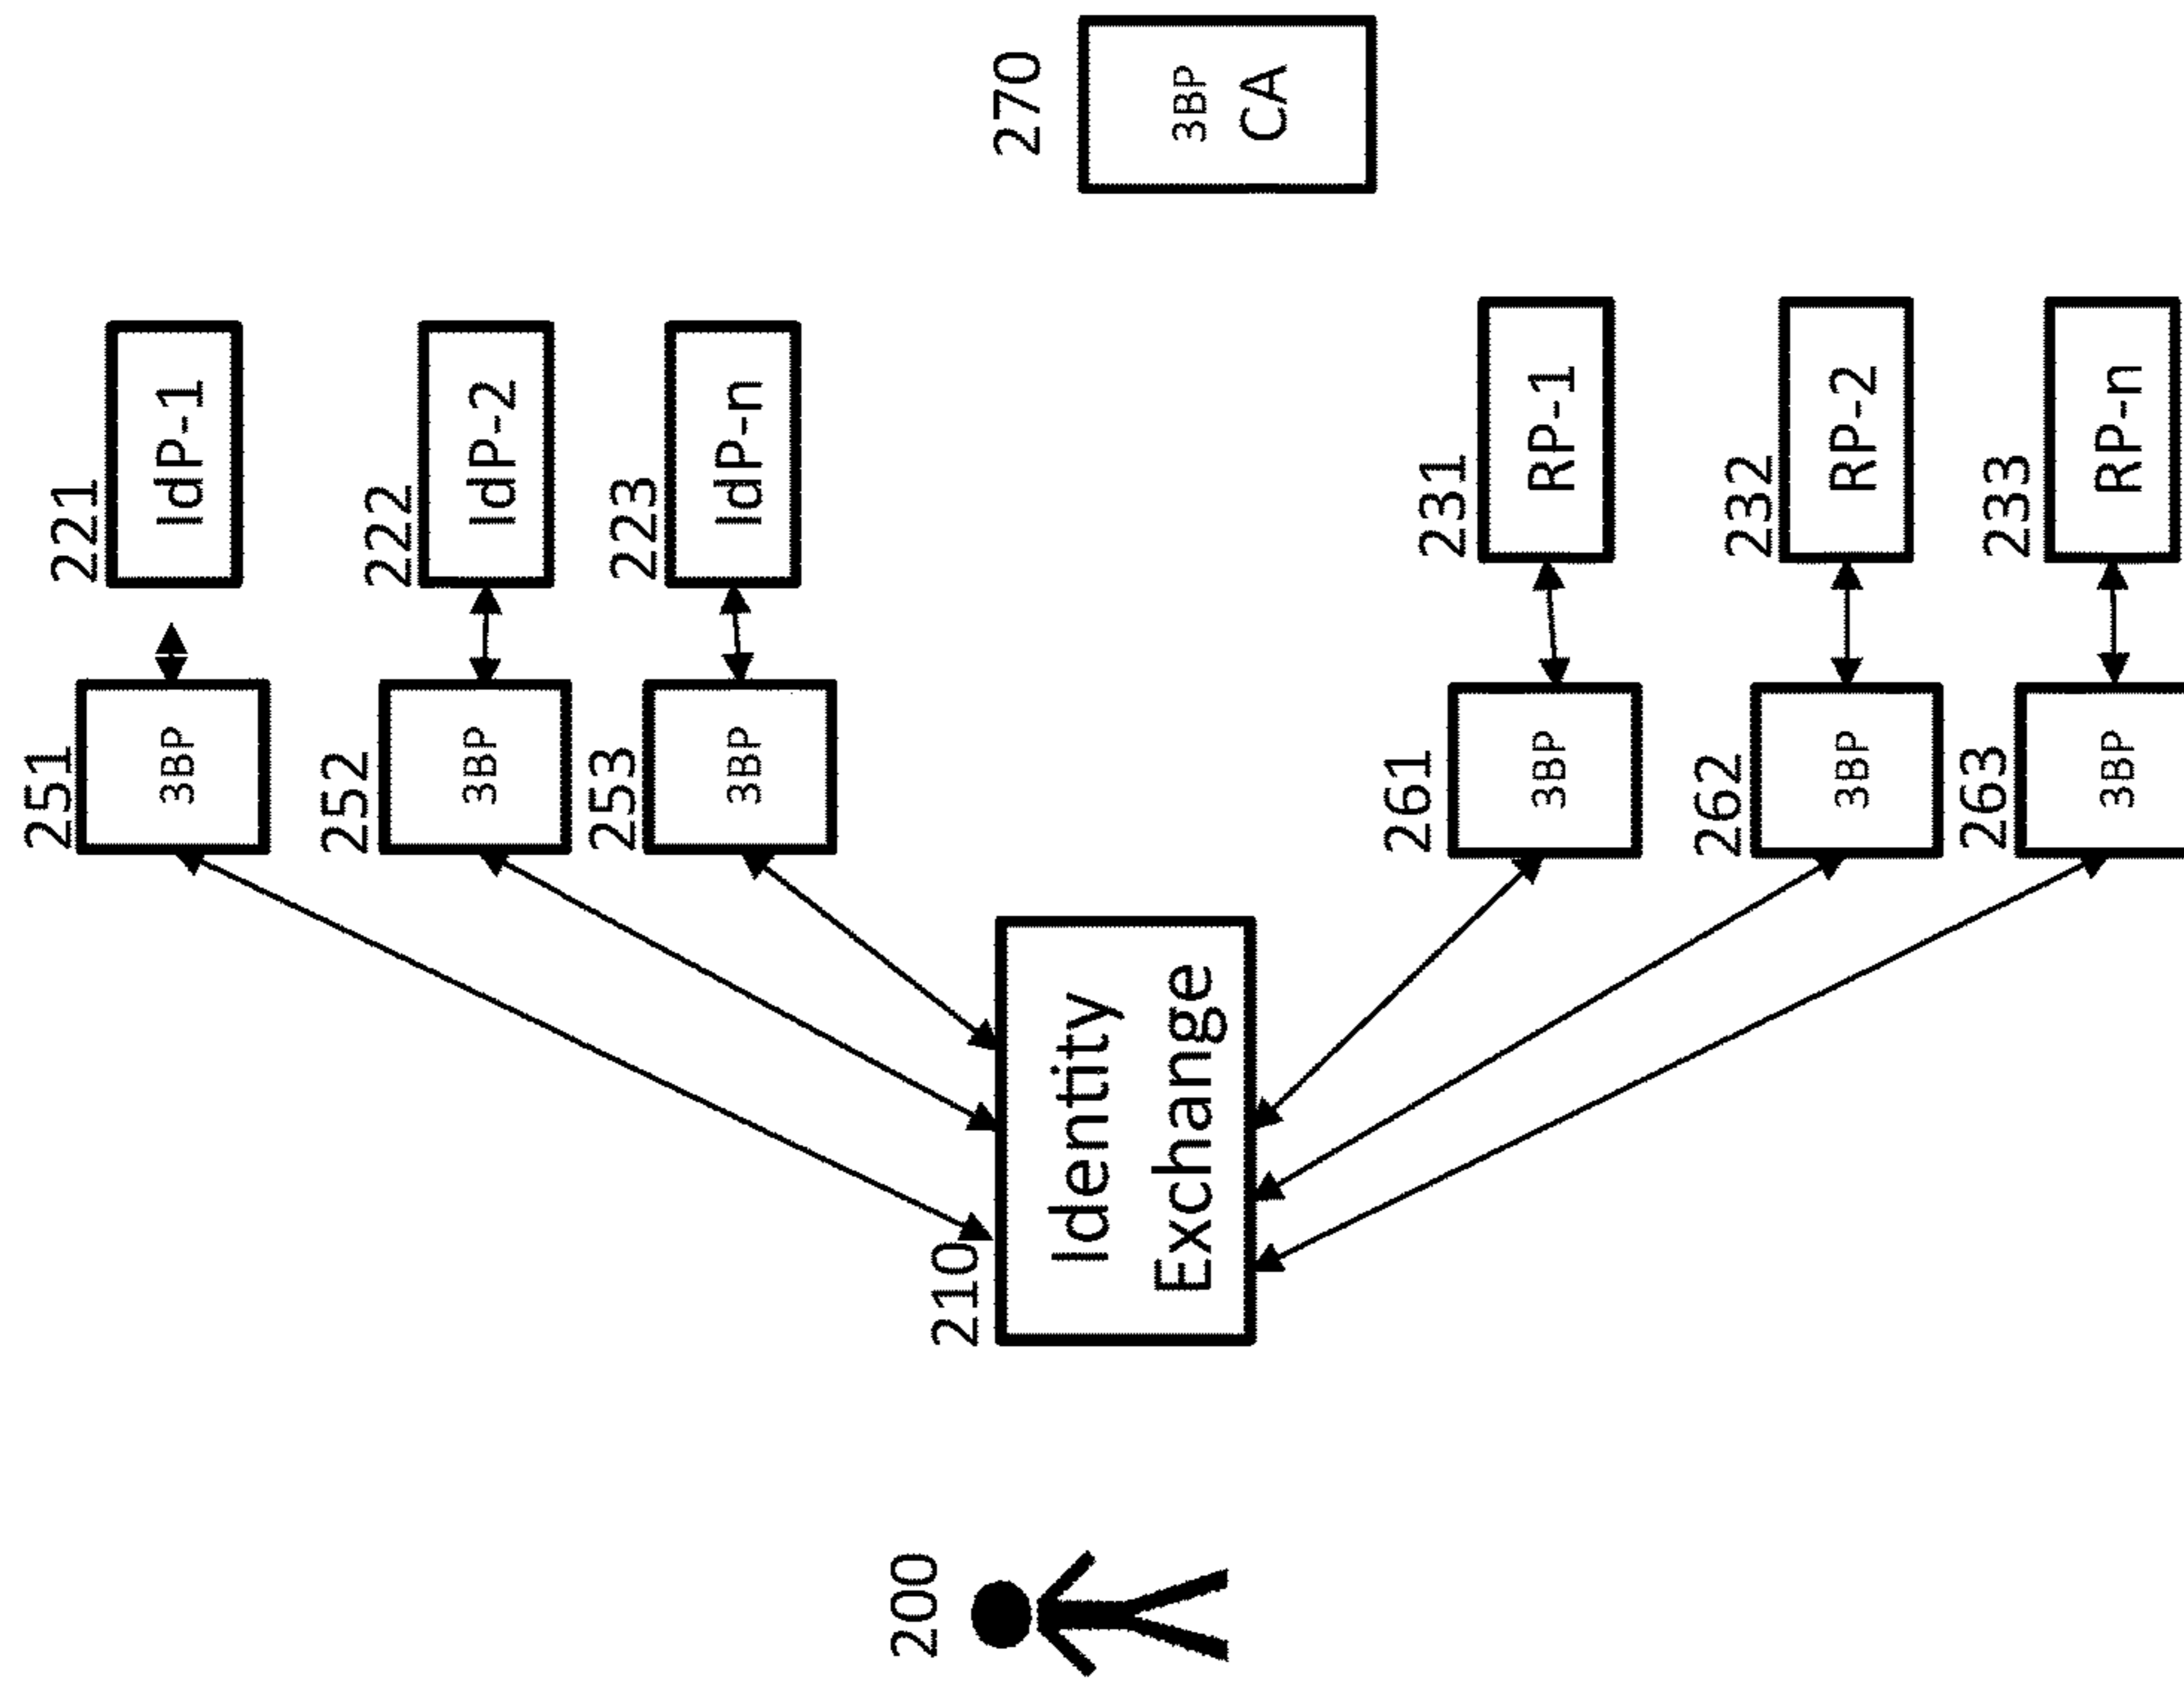 251
3BP
221
IdP-1
252
3BP
222
IdP-2
253
3BP
223
IdP-n
200
210
Identity
Exchange
270
3BP
CA
261
3BP
231
RP-1
262
3BP
232
RP-2
263
3BP
233
RP-n